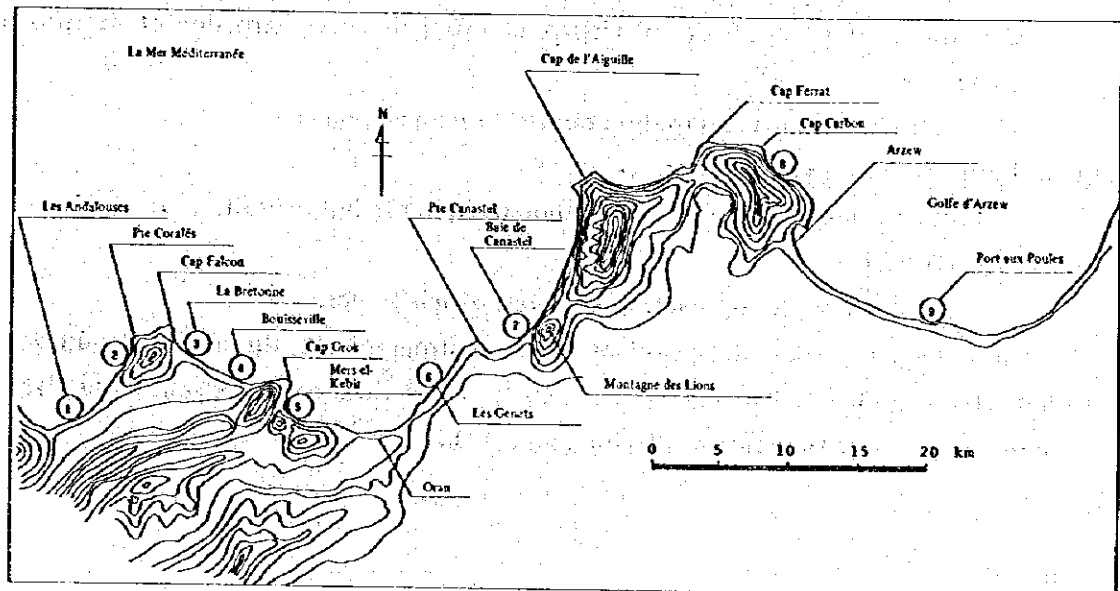 La Mer Méditerranée
N
Cap de l'Aiguille
Cap Ferrat
Cap Carbon
8
Arzew
Golfe d'Arzew
Port aux Poules
9
Les Andalouses
Pte Coralès
Cap Falcon
La Bretonne
Bouisseville
Cap Gros
Mers el-
Kebir
Pte Canastel
Baie de
Canastel
1
2
3
4
5
6
7
Montagne des Lions
Les Genets
Oran
0 5 10 20 km